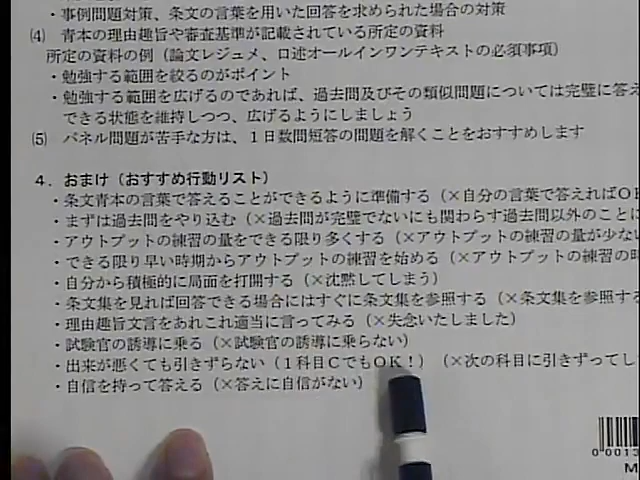 ・事例問題対策、条文の言葉を用いた回答を求められた場合の対策
(4) 青本の理由趣旨や審査基準が記載されている所定の資料
所定の資料の例（論文レジュメ、口述オールインワンテキストの必須事項）
・勉強する範囲を絞るのがポイント
・勉強する範囲を広げるのであれば、過去問及びその類似問題については完璧に答え
できる状態を維持しつつ、広げるようにしましょう
(5) パネル問題が苦手な方は、１日数問短答の問題を解くことをおすすめします
４．おまけ（おすすめ行動リスト）
・条文青本の言葉で答えることができるように準備する（×自分の言葉で答えればOK
・まずは過去問をやり込む（×過去問が完璧でないにも関わらす過去問以外のことに
・アウトプットの練習の量をできる限り多くする（×アウトプットの練習の量が少ない
・できる限り早い時期からアウトプットの練習を始める（×アウトプットの練習の時
・自分から積極的に局面を打開する（×沈黙してしまう）
・条文集を見れば回答できる場合にはすぐに条文集を参照する（×条文集を参照する
・理由趣旨文言をあれこれ適当に言ってみる（×失念いたしました）
・試験官の誘導に乗る（×試験官の誘導に乗らない）
・出来が悪くても引きずらない（１科目ＣでもＯＫ！）（×次の科目に引きずってし
・自信を持って答える（×答えに自信がない）
0 0013
M